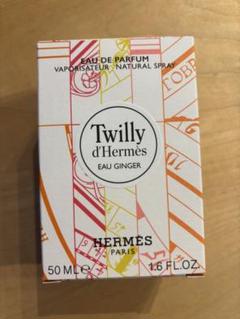 EAU DE PARFUM
VAPORISATEUR . NATURAL SPRAY
Twilly
d'Hermès
EAU GINGER
HERMÈS
PARIS
50 ML ℮ 1.6 FL.OZ.